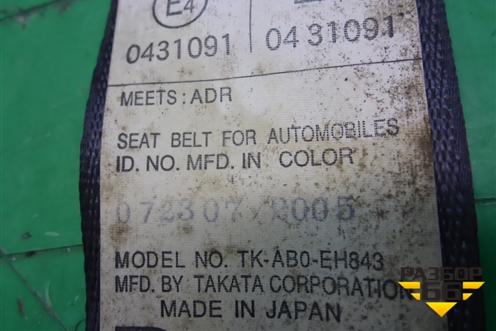 E4
0431091 0431091
MEETS: ADR
SEAT BELT FOR AUTOMOBILES
ID. NO. MFD. IN COLOR
072307 2005
MODEL NO. TK-AB0-EH843
MFD. BY TAKATA CORPORATION
MADE IN JAPAN
РАЗБОР
66